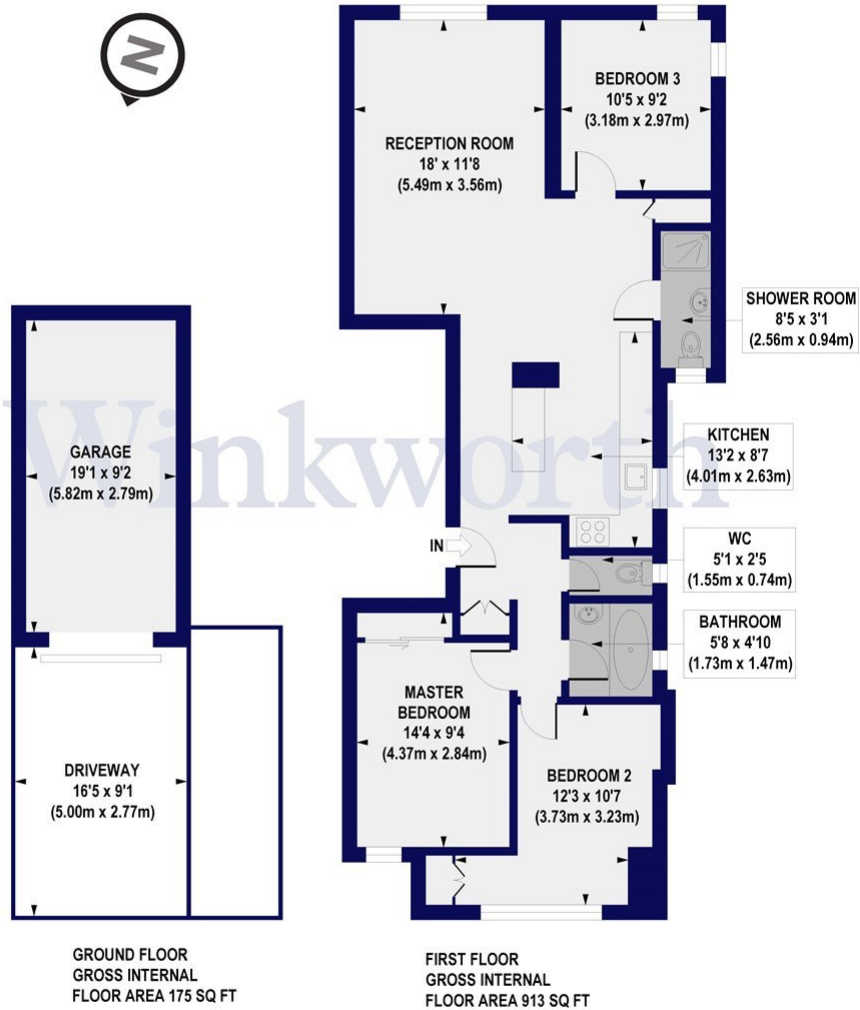 N
BEDROOM 3
10'5 x 9'2
(3.18m x 2.97m)
RECEPTION ROOM
18' x 11'8
(5.49m x 3.56m)
SHOWER ROOM
8'5 x 3'1
(2.56m x 0.94m)
Winkworth
GARAGE
19'1 x 9'2
(5.82m x 2.79m)
KITCHEN
13'2 x 8'7
(4.01m x 2.63m)
IN
WC
5'1 x 2'5
(1.55m x 0.74m)
BATHROOM
5'8 x 4'10
(1.73m x 1.47m)
MASTER
BEDROOM
14'4 x 9'4
(4.37m x 2.84m)
DRIVEWAY
16'5 x 9'1
(5.00m x 2.77m)
BEDROOM 2
12'3 x 10'7
(3.73m x 3.23m)
GROUND FLOOR
GROSS INTERNAL
FLOOR AREA 175 SQ FT
FIRST FLOOR
GROSS INTERNAL
FLOOR AREA 913 SQ FT